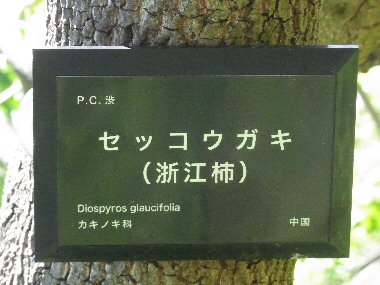 P.C. 渋
セッコウガキ
(浙江柿)
Diospyros glaucifolia
カキノキ科 中国